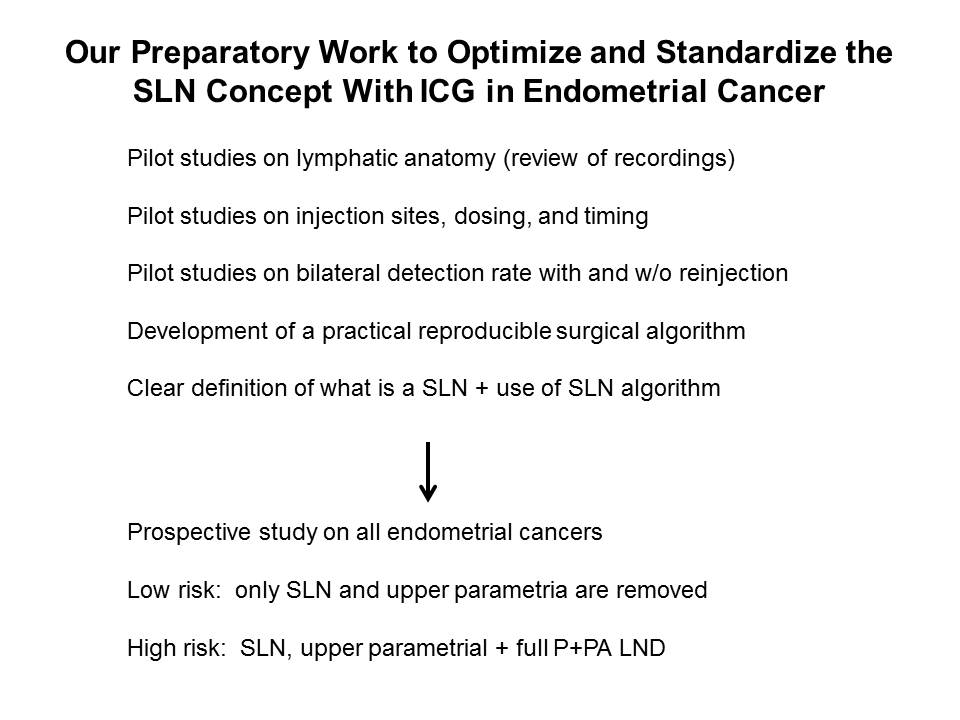 Our Preparatory Work to Optimize and Standardize the
SLN Concept With ICG in Endometrial Cancer
Pilot studies on lymphatic anatomy (review of recordings)
Pilot studies on injection sites, dosing, and timing
Pilot studies on bilateral detection rate with and w/o reinjection
Development of a practical reproducible surgical algorithm
Clear definition of what is a SLN + use of SLN algorithm
Prospective study on all endometrial cancers
Low risk: only SLN and upper parametria are removed
High risk: SLN, upper parametrial + full P+PA LND